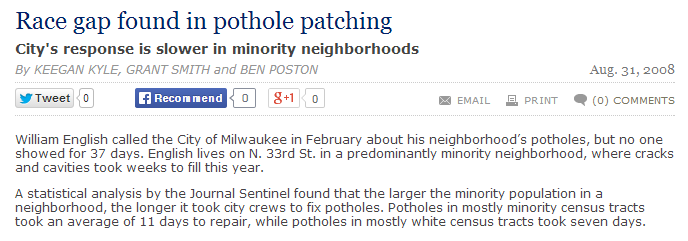 Race gap found in pothole patching
City's response is slower in minority neighborhoods
By KEEGAN KYLE, GRANT SMITH and BEN POSTON Aug. 31, 2008
Tweet 0 Recommend 0 g+1 0 EMAIL PRINT (0) COMMENTS
William English called the City of Milwaukee in February about his neighborhood's potholes, but no one
showed for 37 days. English lives on N. 33rd St. in a predominantly minority neighborhood, where cracks
and cavities took weeks to fill this year.
A statistical analysis by the Journal Sentinel found that the larger the minority population in a
neighborhood, the longer it took city crews to fix potholes. Potholes in mostly minority census tracts
took an average of 11 days to repair, while potholes in mostly white census tracts took seven days.